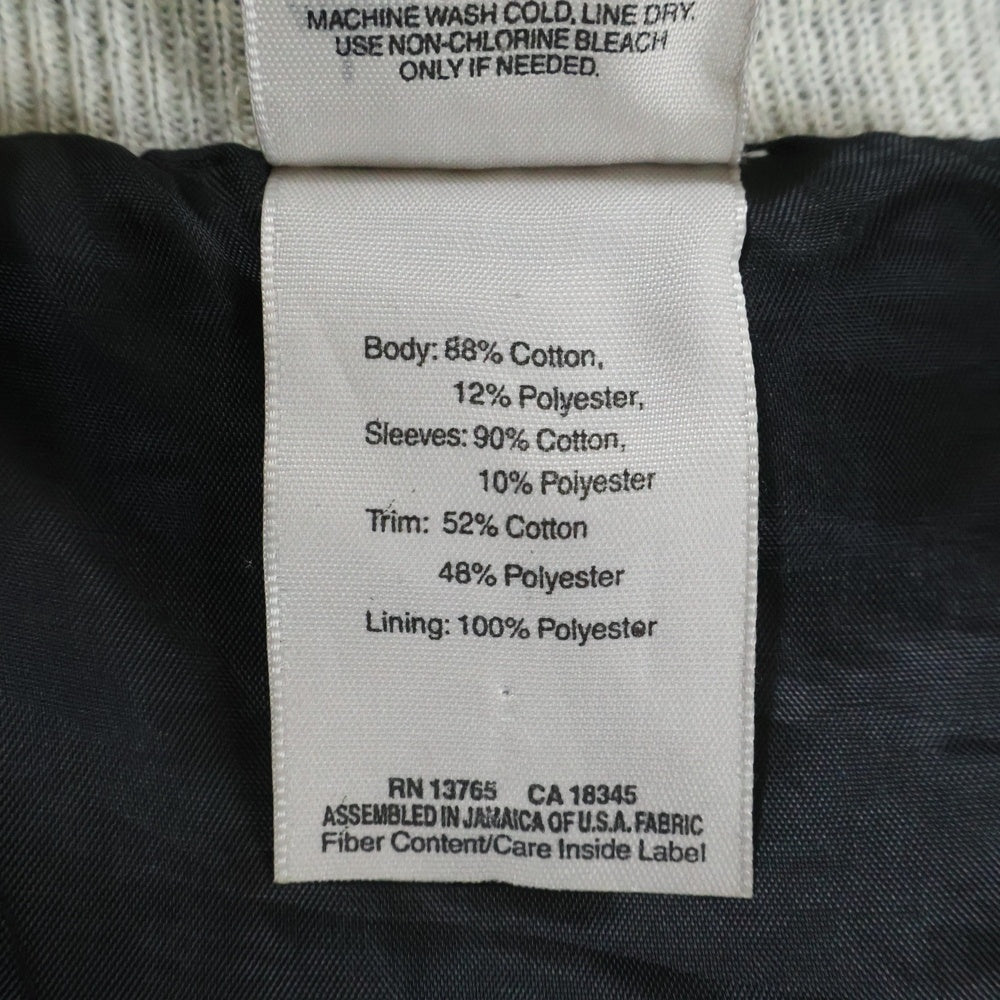 MACHINE WASH COLD, LINE DRY.
USE NON-CHLORINE BLEACH
ONLY IF NEEDED.
Body: 88% Cotton,
12% Polyester,
Sleeves: 90% Cotton,
10% Polyester
Trim: 52% Cotton
48% Polyester
Lining: 100% Polyester
RN 13765 CA 18345
ASSEMBLED IN JAMAICA OF U.S.A. FABRIC
Fiber Content/Care Inside Label